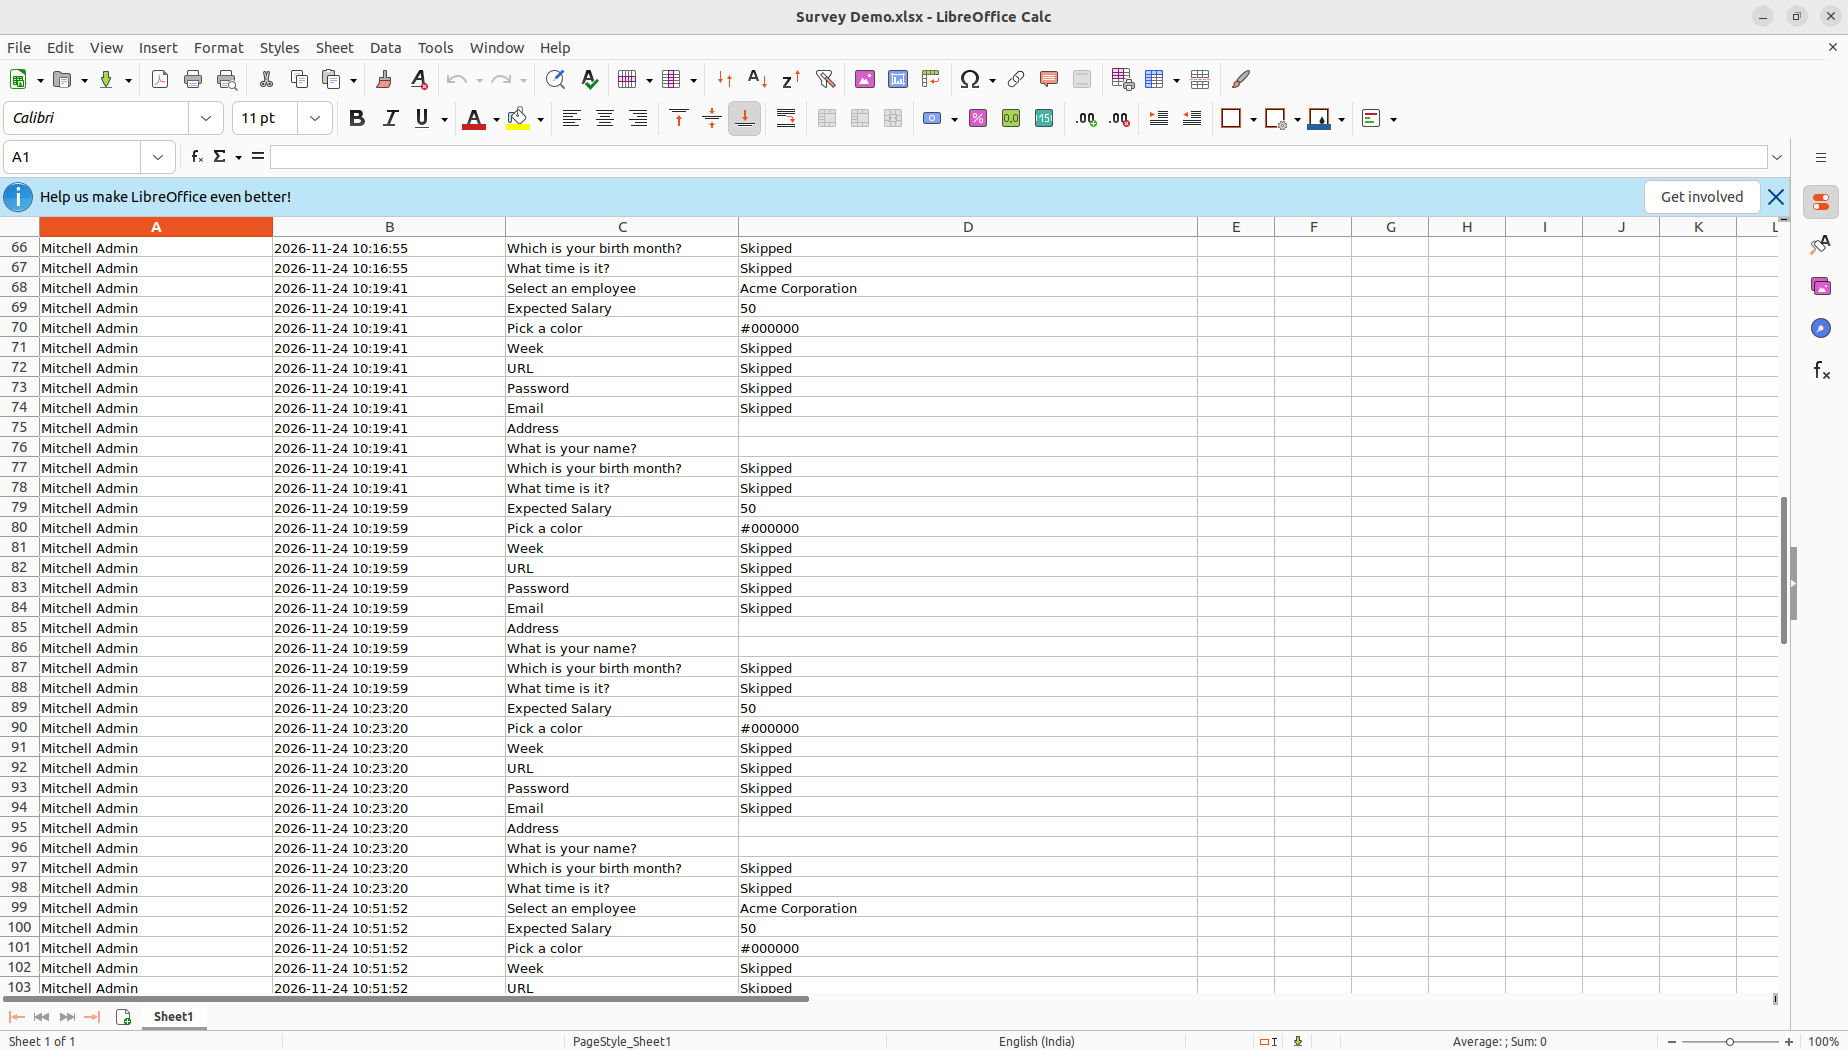 Survey Demo.xlsx - LibreOffice Calc
File Edit View Insert Format Styles Sheet Data Tools Window Help
Calibri 11 pt
A1
Help us make LibreOffice even better! Get involved
A B C D E F G H I J K L
66 Mitchell Admin 2026-11-24 10:16:55 Which is your birth month? Skipped
67 Mitchell Admin 2026-11-24 10:16:55 What time is it? Skipped
68 Mitchell Admin 2026-11-24 10:19:41 Select an employee Acme Corporation
69 Mitchell Admin 2026-11-24 10:19:41 Expected Salary 50
70 Mitchell Admin 2026-11-24 10:19:41 Pick a color #000000
71 Mitchell Admin 2026-11-24 10:19:41 Week Skipped
72 Mitchell Admin 2026-11-24 10:19:41 URL Skipped
73 Mitchell Admin 2026-11-24 10:19:41 Password Skipped
74 Mitchell Admin 2026-11-24 10:19:41 Email Skipped
75 Mitchell Admin 2026-11-24 10:19:41 Address
76 Mitchell Admin 2026-11-24 10:19:41 What is your name?
77 Mitchell Admin 2026-11-24 10:19:41 Which is your birth month? Skipped
78 Mitchell Admin 2026-11-24 10:19:41 What time is it? Skipped
79 Mitchell Admin 2026-11-24 10:19:59 Expected Salary 50
80 Mitchell Admin 2026-11-24 10:19:59 Pick a color #000000
81 Mitchell Admin 2026-11-24 10:19:59 Week Skipped
82 Mitchell Admin 2026-11-24 10:19:59 URL Skipped
83 Mitchell Admin 2026-11-24 10:19:59 Password Skipped
84 Mitchell Admin 2026-11-24 10:19:59 Email Skipped
85 Mitchell Admin 2026-11-24 10:19:59 Address
86 Mitchell Admin 2026-11-24 10:19:59 What is your name?
87 Mitchell Admin 2026-11-24 10:19:59 Which is your birth month? Skipped
88 Mitchell Admin 2026-11-24 10:19:59 What time is it? Skipped
89 Mitchell Admin 2026-11-24 10:23:20 Expected Salary 50
90 Mitchell Admin 2026-11-24 10:23:20 Pick a color #000000
91 Mitchell Admin 2026-11-24 10:23:20 Week Skipped
92 Mitchell Admin 2026-11-24 10:23:20 URL Skipped
93 Mitchell Admin 2026-11-24 10:23:20 Password Skipped
94 Mitchell Admin 2026-11-24 10:23:20 Email Skipped
95 Mitchell Admin 2026-11-24 10:23:20 Address
96 Mitchell Admin 2026-11-24 10:23:20 What is your name?
97 Mitchell Admin 2026-11-24 10:23:20 Which is your birth month? Skipped
98 Mitchell Admin 2026-11-24 10:23:20 What time is it? Skipped
99 Mitchell Admin 2026-11-24 10:51:52 Select an employee Acme Corporation
100 Mitchell Admin 2026-11-24 10:51:52 Expected Salary 50
101 Mitchell Admin 2026-11-24 10:51:52 Pick a color #000000
102 Mitchell Admin 2026-11-24 10:51:52 Week Skipped
103 Mitchell Admin 2026-11-24 10:51:52 URL Skipped
Sheet1
Sheet 1 of 1 PageStyle_Sheet1 English (India) Average: ; Sum: 0 100%